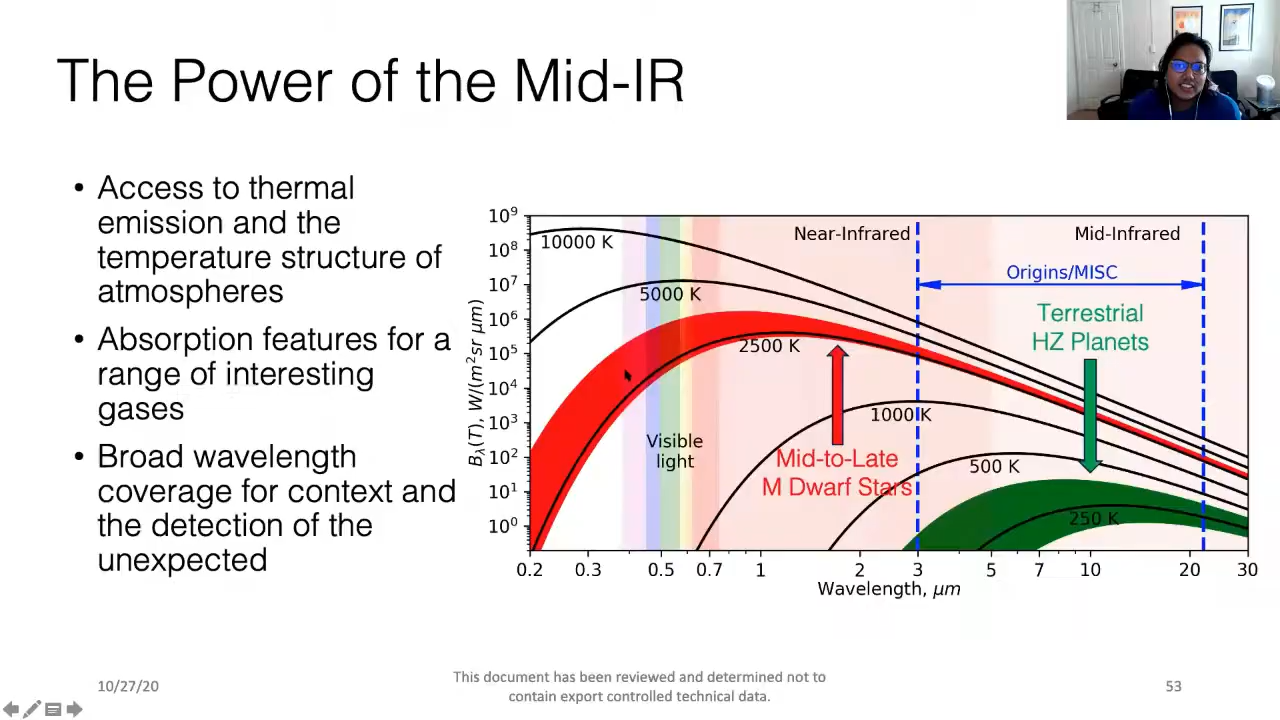 The Power of the Mid-IR
• Access to thermal
emission and the
temperature structure of
atmospheres
• Absorption features for a
range of interesting
gases
• Broad wavelength
coverage for context and
the detection of the
unexpected
10⁹
10⁸
10⁷
10⁶
10⁵
10⁴
10³
10²
10¹
10⁰
Bλ(T), W/(m²sr μm)
10000 K
5000 K
2500 K
1000 K
500 K
250 K
Near-Infrared
Mid-Infrared
Origins/MISC
Terrestrial
HZ Planets
Visible
light
Mid-to-Late
M Dwarf Stars
0.2 0.3 0.5 0.7 1 2 3 5 7 10 20 30
Wavelength, μm
10/27/20
This document has been reviewed and determined not to
contain export controlled technical data.
53